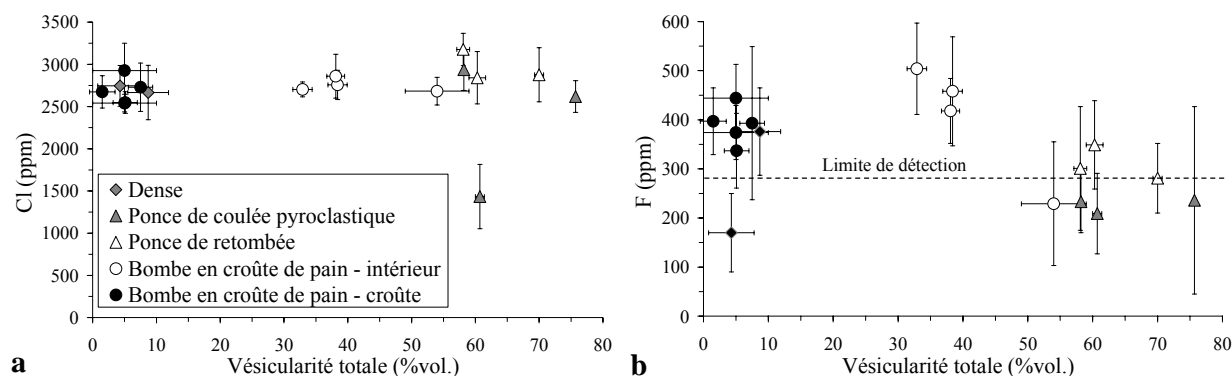 3500
3000
2500
2000
1500
1000
500
0
Cl (ppm)
Dense
Ponce de coulée pyroclastique
Ponce de retombée
Bombe en croûte de pain - intérieur
Bombe en croûte de pain - croûte
0 10 20 30 40 50 60 70 80
a Vésicularité totale (%vol.)
600
500
400
300
200
100
600
F (ppm)
Limite de détection
0 10 20 30 40 50 60 70 80
b Vésicularité totale (%vol.)